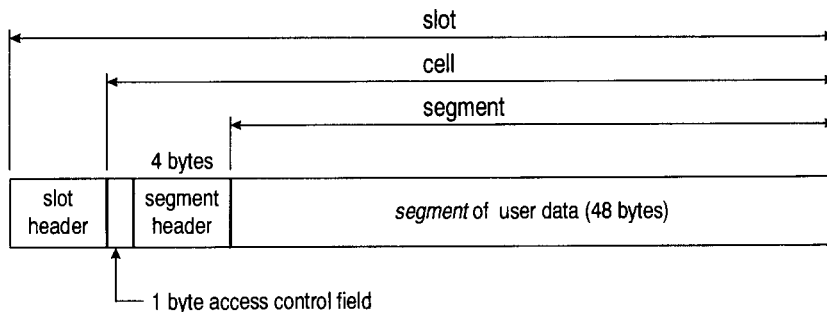 slot
cell
segment
4 bytes
slot header
segment header
segment of user data (48 bytes)
1 byte access control field